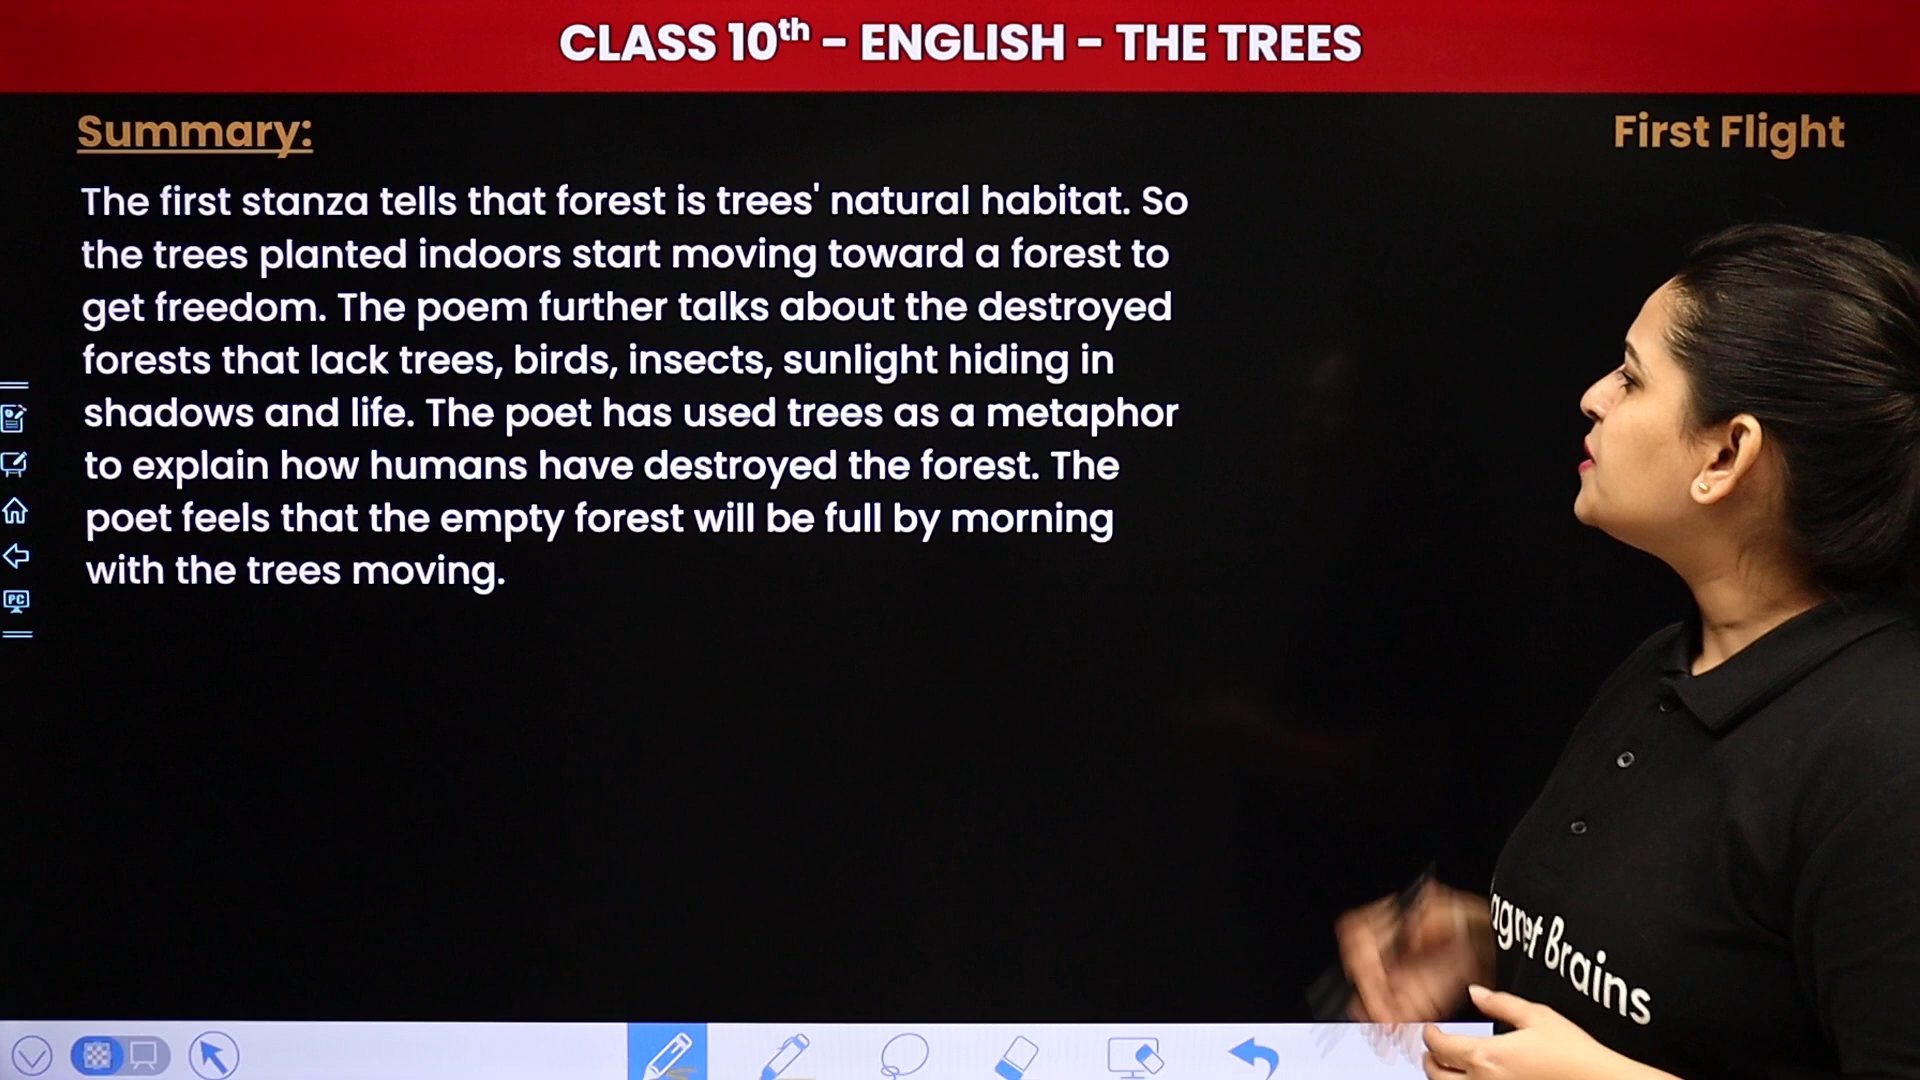 CLASS 10th - ENGLISH - THE TREES
Summary:
First Flight
The first stanza tells that forest is trees' natural habitat. So
the trees planted indoors start moving toward a forest to
get freedom. The poem further talks about the destroyed
forests that lack trees, birds, insects, sunlight hiding in
shadows and life. The poet has used trees as a metaphor
to explain how humans have destroyed the forest. The
poet feels that the empty forest will be full by morning
with the trees moving.
PC
agnet Brains